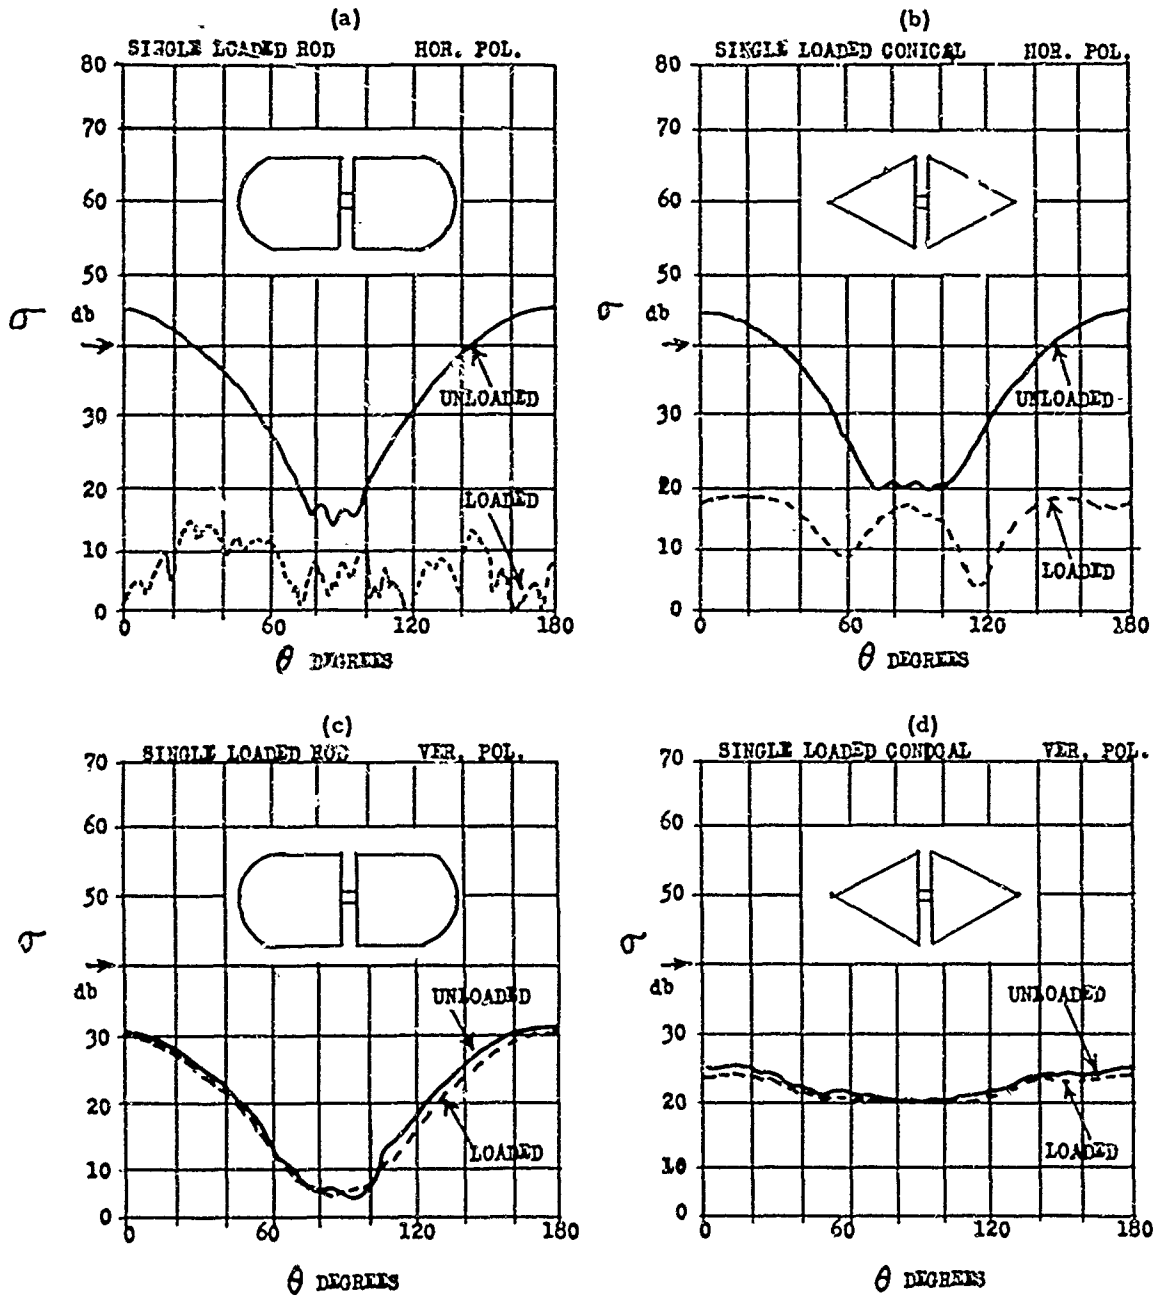 (a)
SINGLE LOADED ROD HOR. POL.
80
70
60
50
σ db
30
20
10
0
UNLOADED
LOADED
0 60 120 180
θ DEGREES
(b)
SINGLE LOADED CONICAL HOR. POL.
80
70
60
50
σ db
30
20
10
0
UNLOADED
LOADED
0 60 120 180
θ DEGREES
(c)
SINGLE LOADED ROD VER. POL.
70
60
50
σ
db
30
20
10
0
UNLOADED
LOADED
0 60 120 180
θ DEGREES
(d)
SINGLE LOADED CONICAL VER. POL.
70
60
50
σ
db
30
20
10
0
UNLOADED
LOADED
0 60 120 180
θ DEGREES